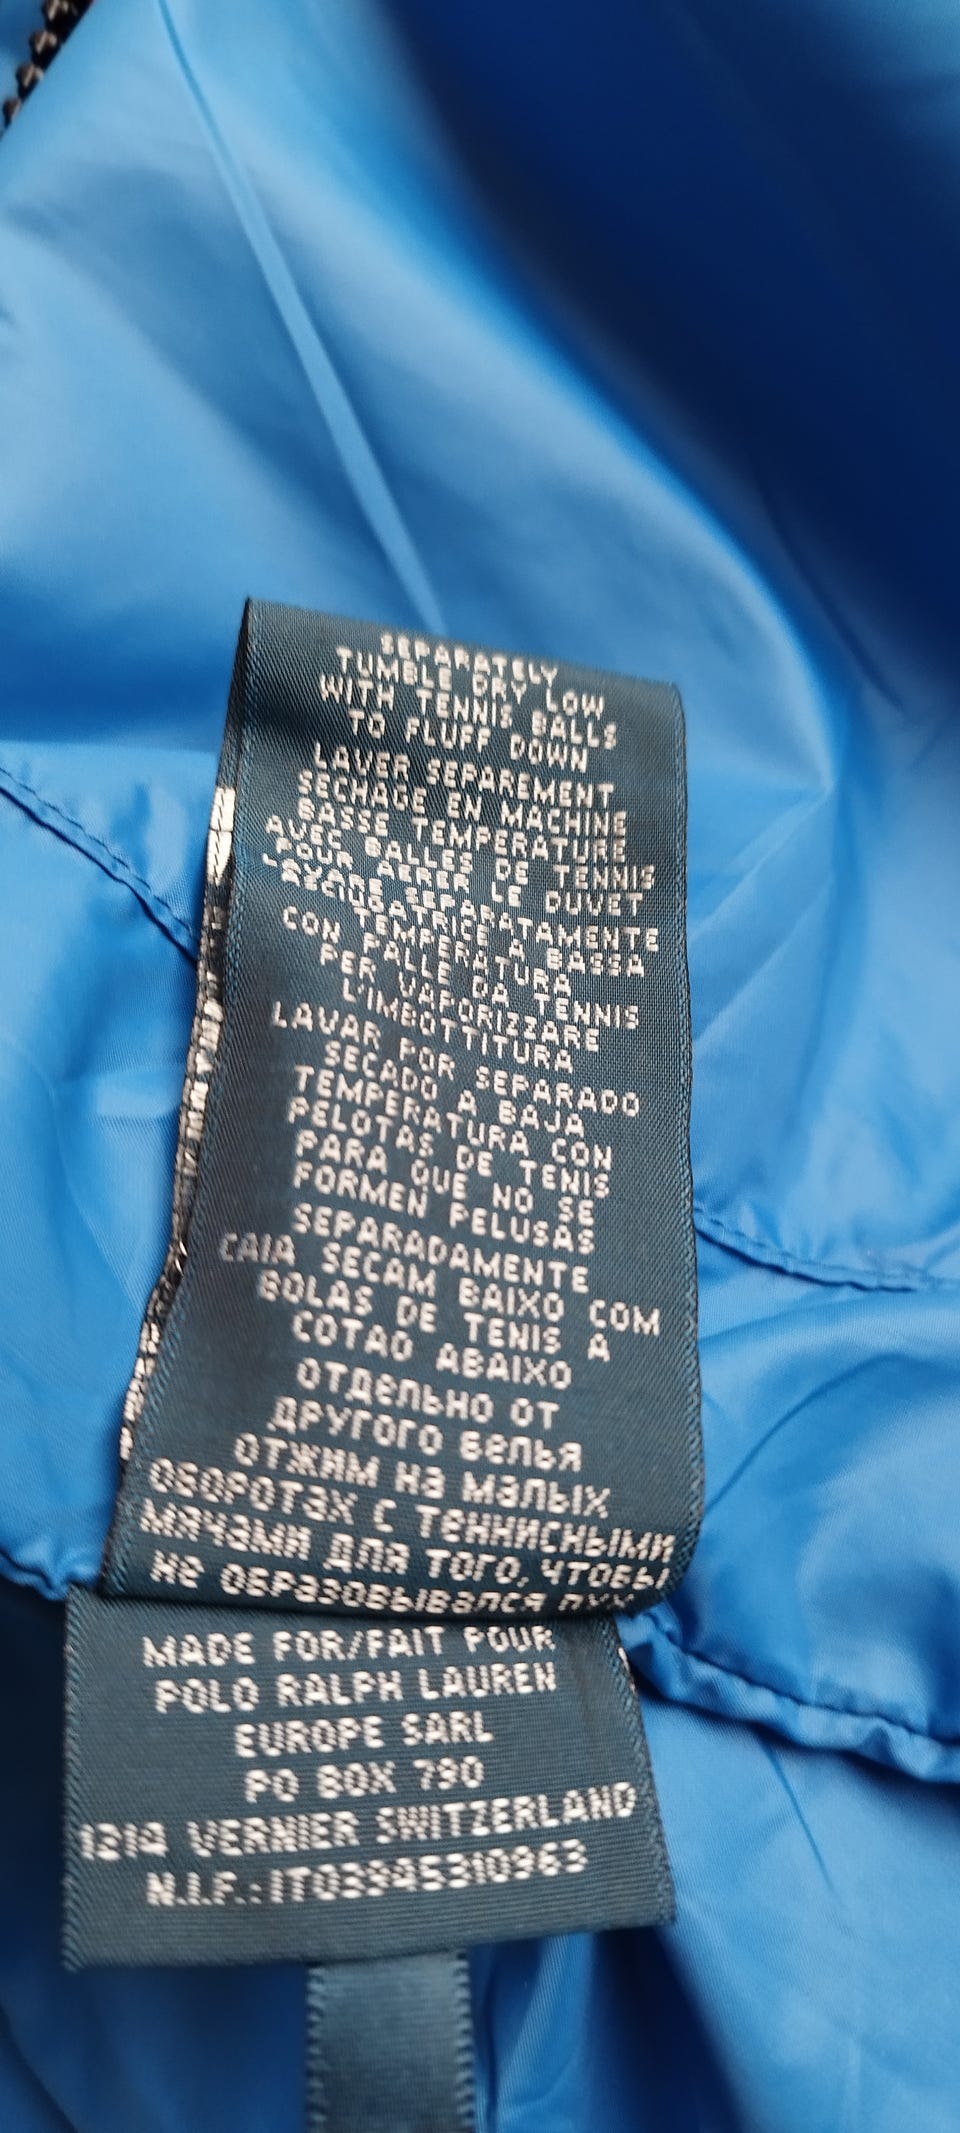 SEPARATELY
TUMBLE DRY LOW
WITH TENNIS BALLS
TO FLUFF DOWN
LAVER SEPAREMENT
SECHAGE EN MACHINE
BASSE TEMPERATURE
AVEC BALLES DE TENNIS
POUR AERER LE DUVET
LAVARE SEPARATAMENTE
ASCIUGATRICE A BASSA
TEMPERATURA
CON PALLE DA TENNIS
PER VAPORIZZARE
L'IMBOTTITURA
LAVAR POR SEPARADO
SECADO A BAJA
TEMPERATURA CON
PELOTAS DE TENIS
PARA QUE NO SE
FORMEN PELUSAS
SEPARADAMENTE
CAIA SECAM BAIXO COM
BOLAS DE TENIS A
COTAO ABAIXO
ОТДЕЛЬНО ОТ
ДРУГОГО БЕЛЬЯ
ОТЖИМ НА МАЛЫХ
ОБОРОТАХ С ТЕННИСНЫМИ
МЯЧАМИ ДЛЯ ТОГО, ЧТОБЫ
НЕ ОБРАЗОВЫВАЛСЯ
MADE FOR/FAIT POUR
POLO RALPH LAUREN
EUROPE SARL
PO BOX 790
1214 VERNIER SWITZERLAND
N.I.F.:IT03945310963